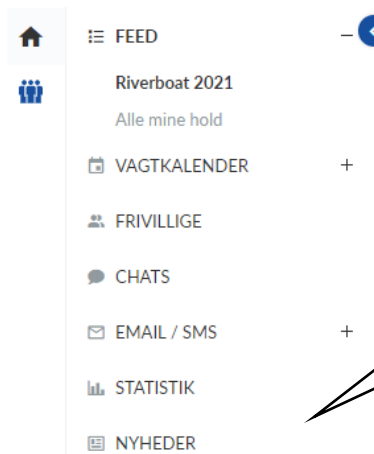 FEED
Riverboat 2021
Alle mine hold
VAGTKALENDER
FRIVILLIGE
CHATS
EMAIL / SMS
STATISTIK
NYHEDER